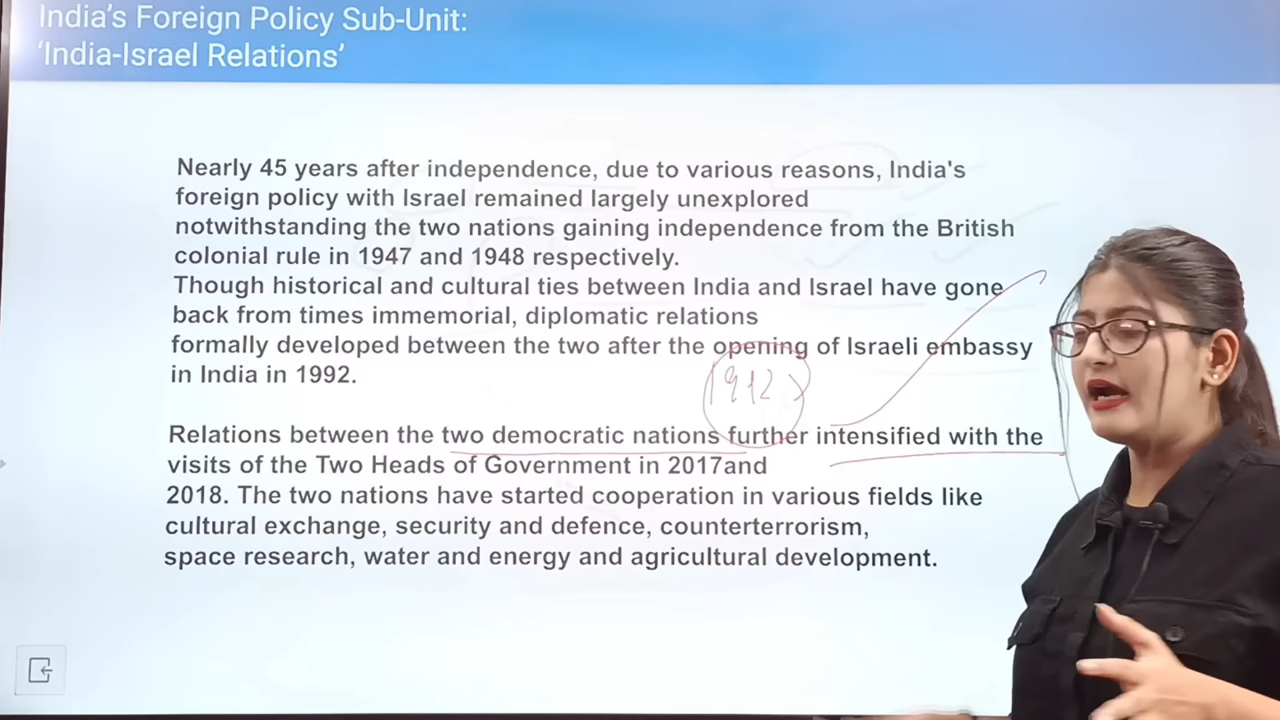 India's Foreign Policy Sub-Unit:
'India-Israel Relations'
Nearly 45 years after independence, due to various reasons, India's
foreign policy with Israel remained largely unexplored
notwithstanding the two nations gaining independence from the British
colonial rule in 1947 and 1948 respectively.
Though historical and cultural ties between India and Israel have gone
back from times immemorial, diplomatic relations
formally developed between the two after the opening of Israeli embassy
in India in 1992.
Relations between the two democratic nations further intensified with the
visits of the Two Heads of Government in 2017and
2018. The two nations have started cooperation in various fields like
cultural exchange, security and defence, counterterrorism,
space research, water and energy and agricultural development.